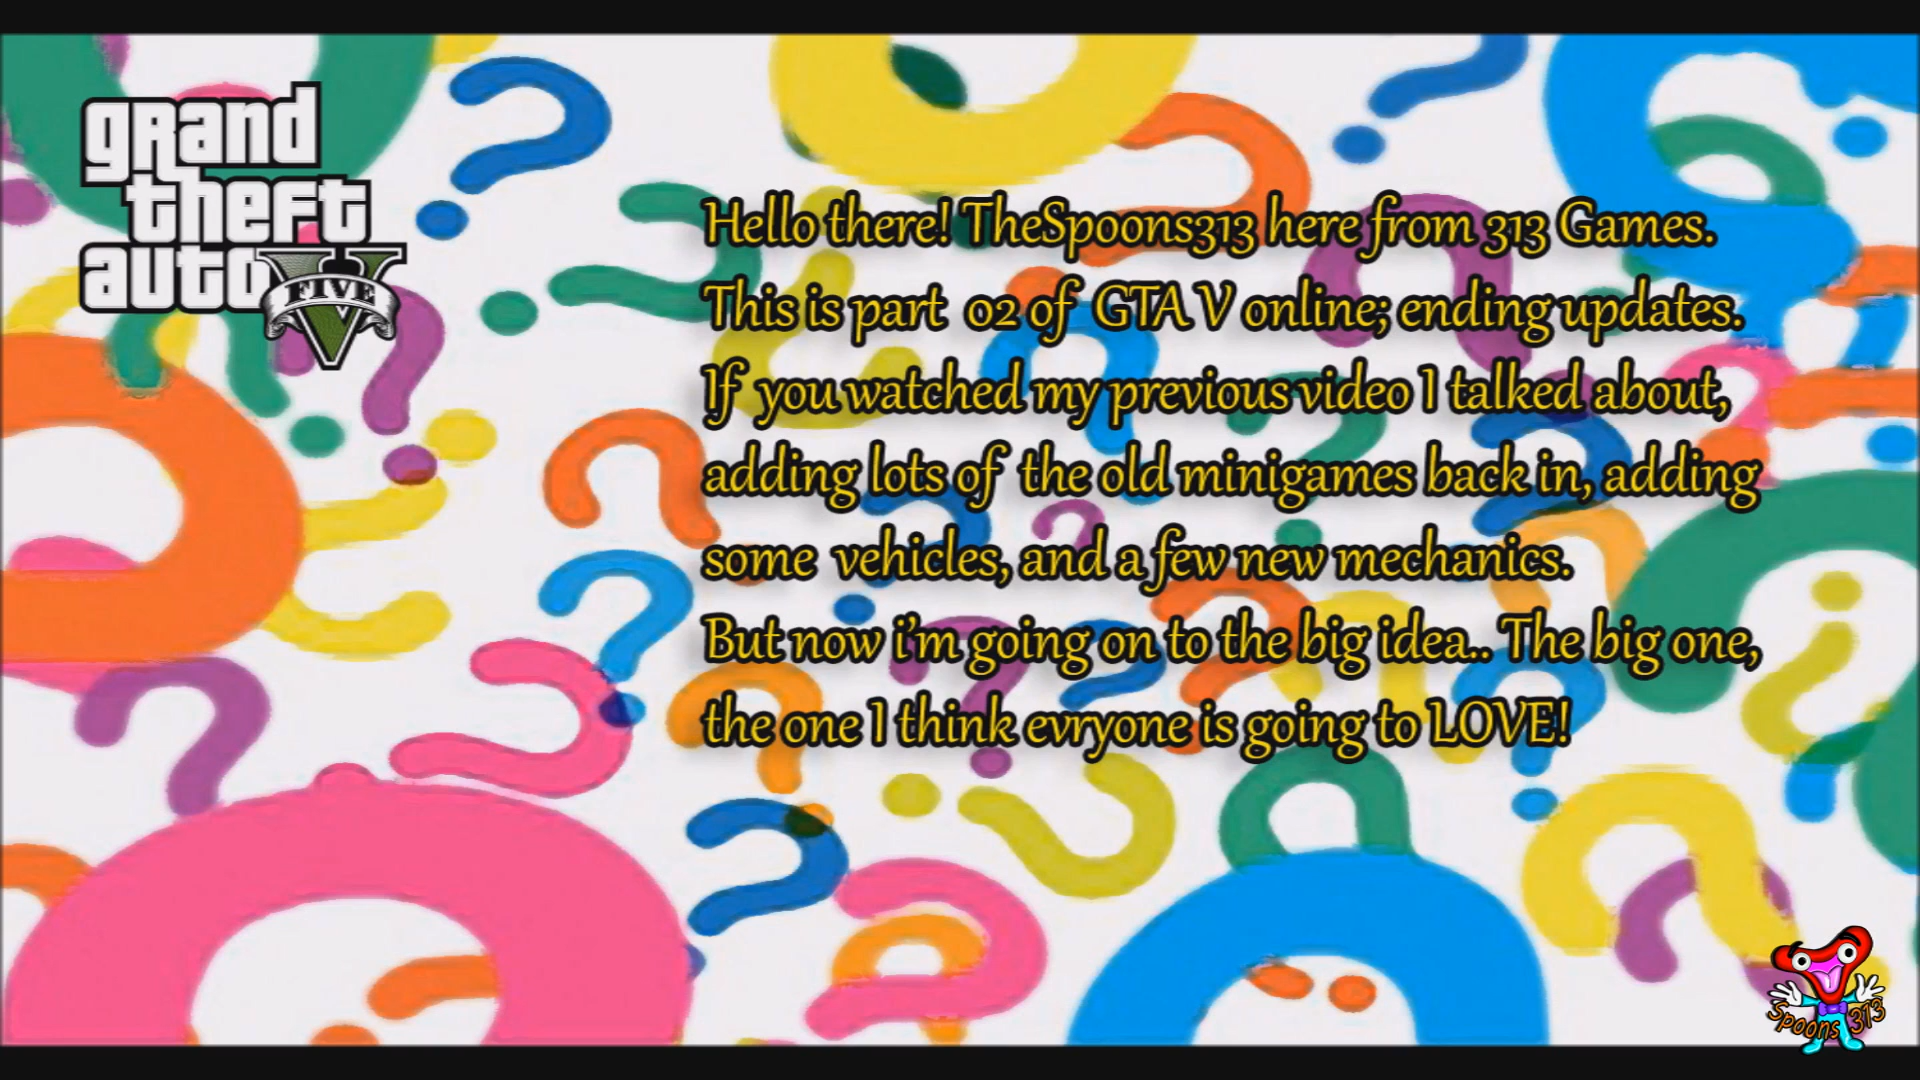 grand
theft
auto
FIVE
Hello there! TheSpoons313 here from 313 Games.
This is part 02 of GTA V online; ending updates.
If you watched my previous video I talked about,
adding lots of the old minigames back in, adding
some vehicles, and a few new mechanics.
But now i'm going on to the big idea.. The big one,
the one I think evryone is going to LOVE!
Spoons 313